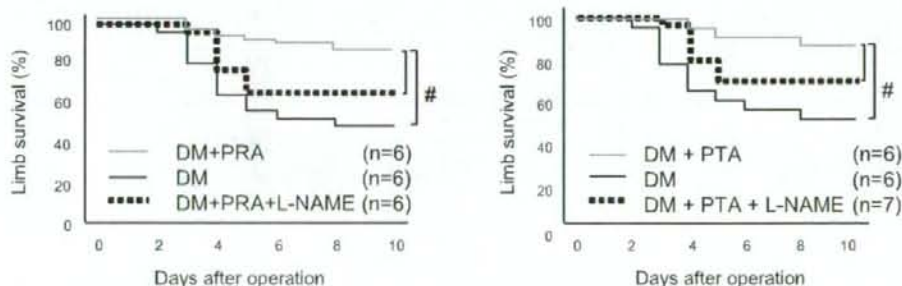 Limb survival (%)
100
80
60
40
20
0
#
DM+PRA (n=6)
DM (n=6)
DM+PRA+L-NAME (n=6)
0 2 4 6 8 10
Days after operation
Limb survival (%)
100
80
60
40
20
0
#
DM + PTA (n=6)
DM (n=6)
DM + PTA + L-NAME (n=7)
0 2 4 6 8 10
Days after operation